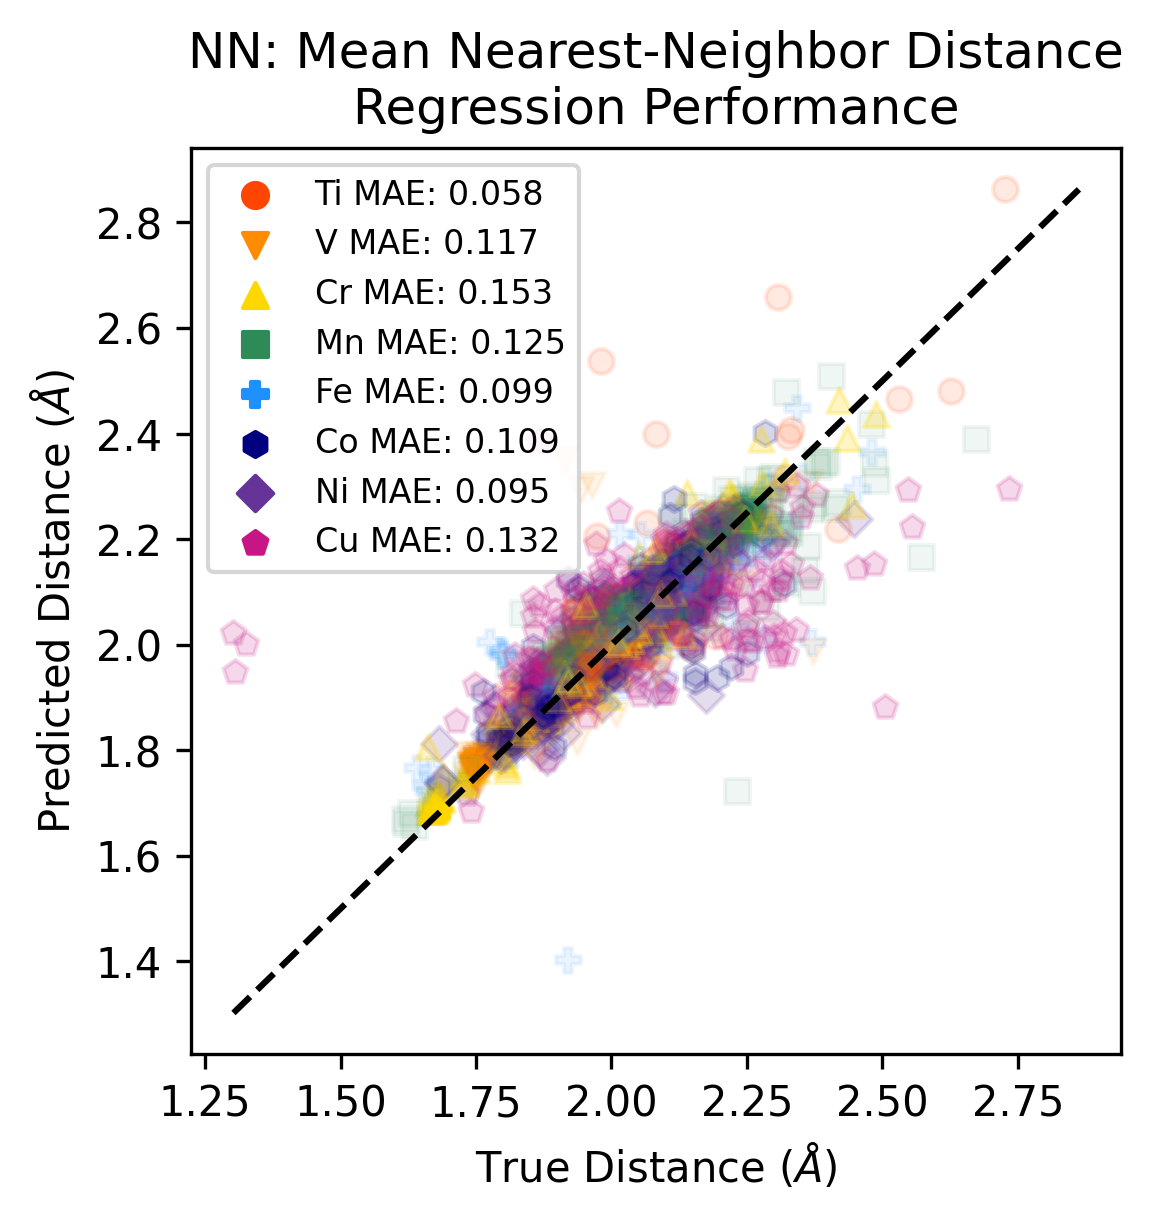 NN: Mean Nearest-Neighbor Distance
Regression Performance
Ti MAE: 0.058
V MAE: 0.117
Cr MAE: 0.153
Mn MAE: 0.125
Fe MAE: 0.099
Co MAE: 0.109
Ni MAE: 0.095
Cu MAE: 0.132
Predicted Distance (Å)
2.8
2.6
2.4
2.2
2.0
1.8
1.6
1.4
1.25 1.50 1.75 2.00 2.25 2.50 2.75
True Distance (Å)